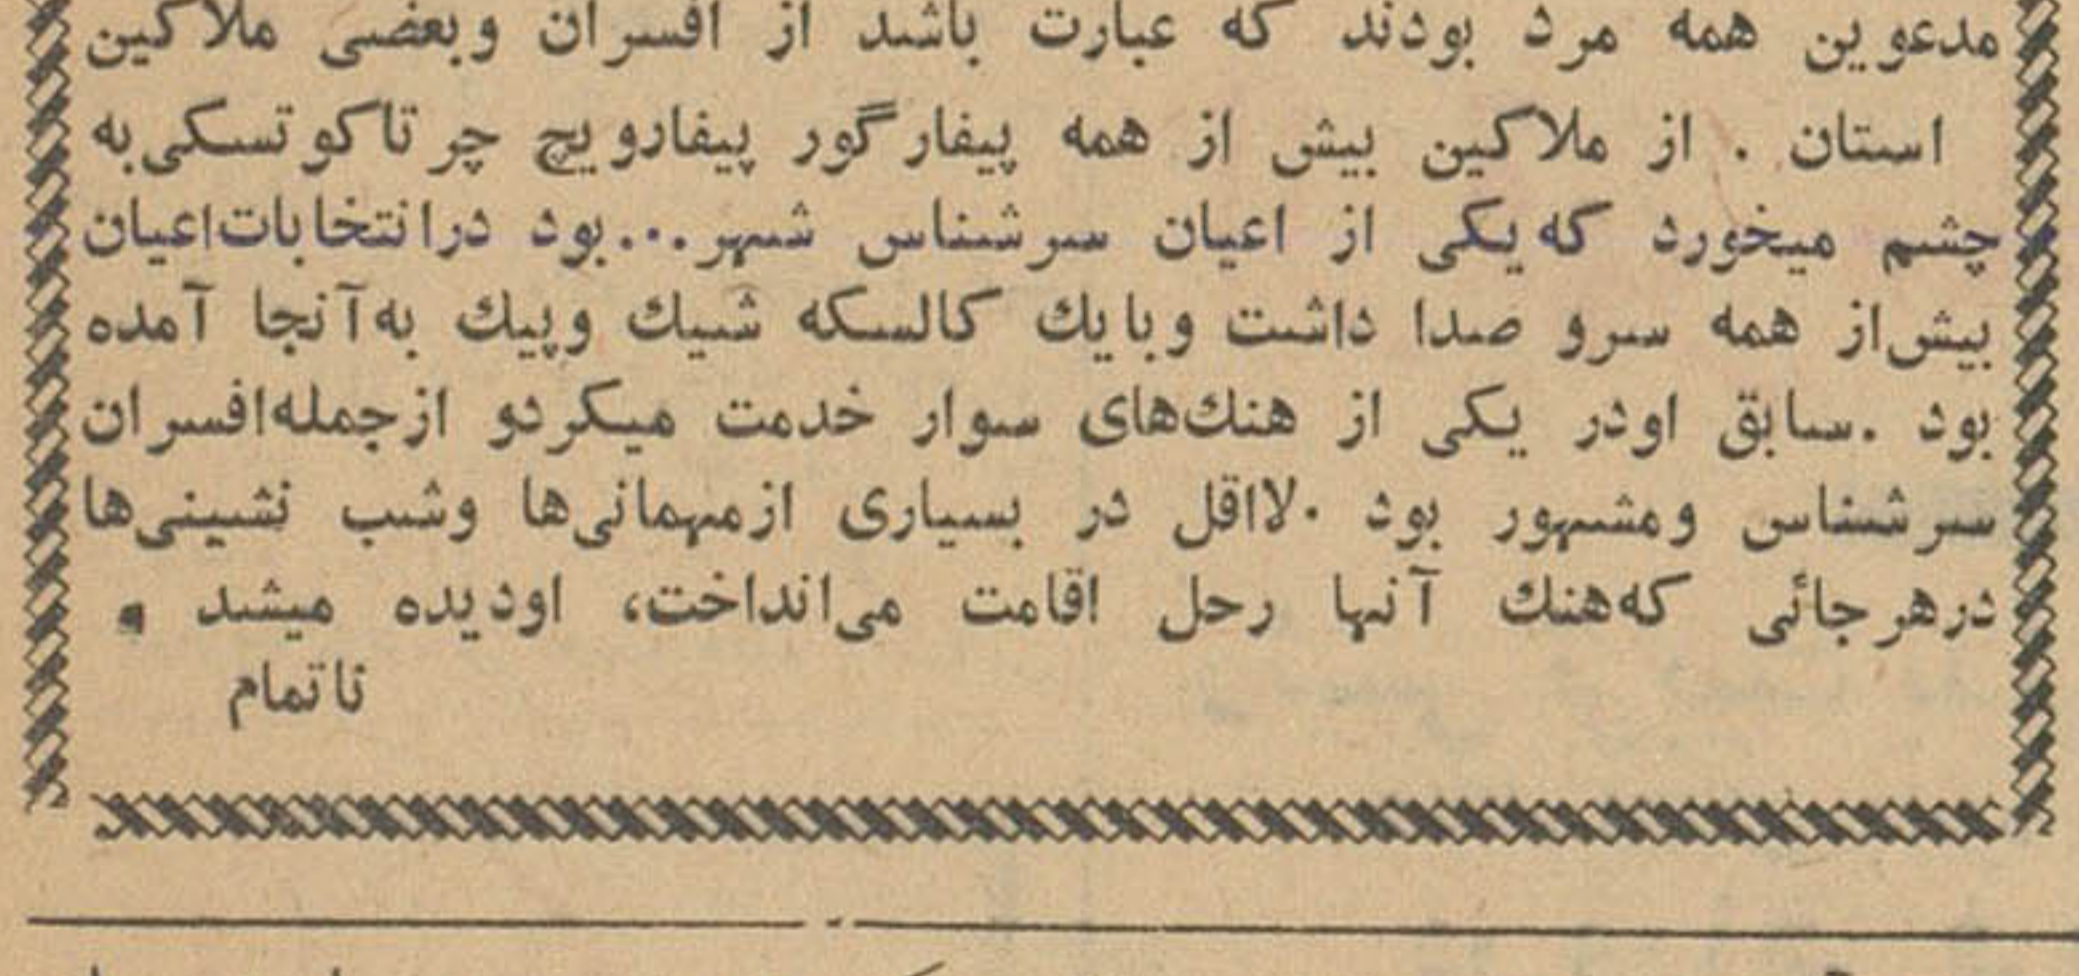 مدعوین همه مرد بودند که عبارت باشد از افسران وبعضی ملاکین
استان . از ملاکین بیش از همه پیفارگور پیفارویچ چرتاکوتسکی‌به
چشم میخورد که یکی از اعیان سرشناس شهر...بود درانتخابات‌اعیان
بیش‌از همه سرو صدا داشت وبا یك کالسکه شیك وپیك به‌آنجا آمده
بود .سابق اودر یکی از هنك‌های سوار خدمت میکردو ازجمله‌افسران
سرشناس ومشهور بود .لااقل در بسیاری ازمهمانی‌ها وشب نشینی‌ها
درهرجائی که‌هنك آنها رحل اقامت می‌انداخت، اودیده میشد .
ناتمام